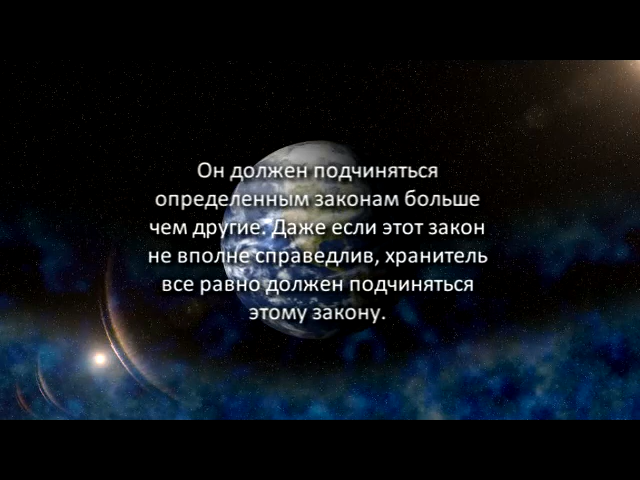 Он должен подчиняться
определенным законам больше
чем другие. Даже если этот закон
не вполне справедлив, хранитель
все равно должен подчиняться
этому закону.